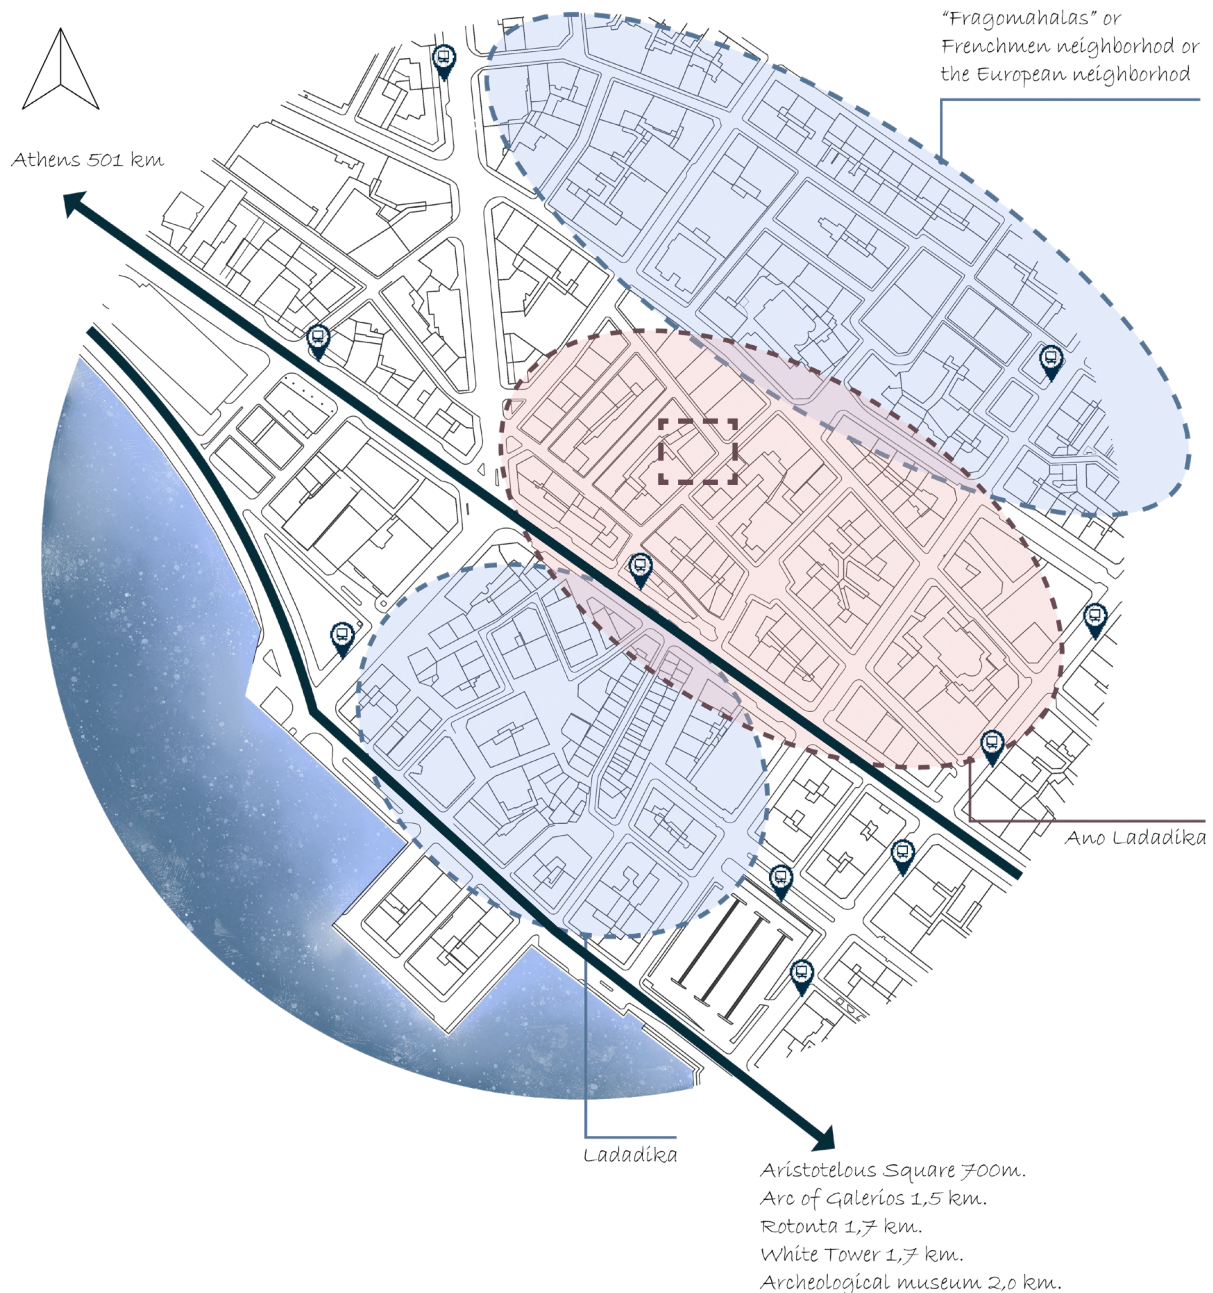 “Fragomahalas” or
Frenchmen neighborhod or
the European neighborhod
Athens 501 km
Ano Ladadika
Ladadika
Aristotelous Square 700m.
Arc of Galerios 1,5 km.
Rotonta 1,7 km.
White Tower 1,7 km.
Archeological museum 2,0 km.